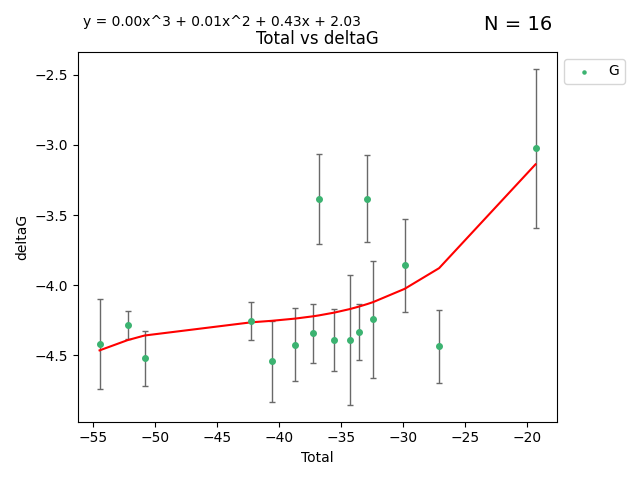 y = 0.00x^3 + 0.01x^2 + 0.43x + 2.03
N = 16
Total vs deltaG
G
−2.5
−3.0
−3.5
−4.0
−4.5
deltaG
−55 −50 −45 −40 −35 −30 −25 −20
Total